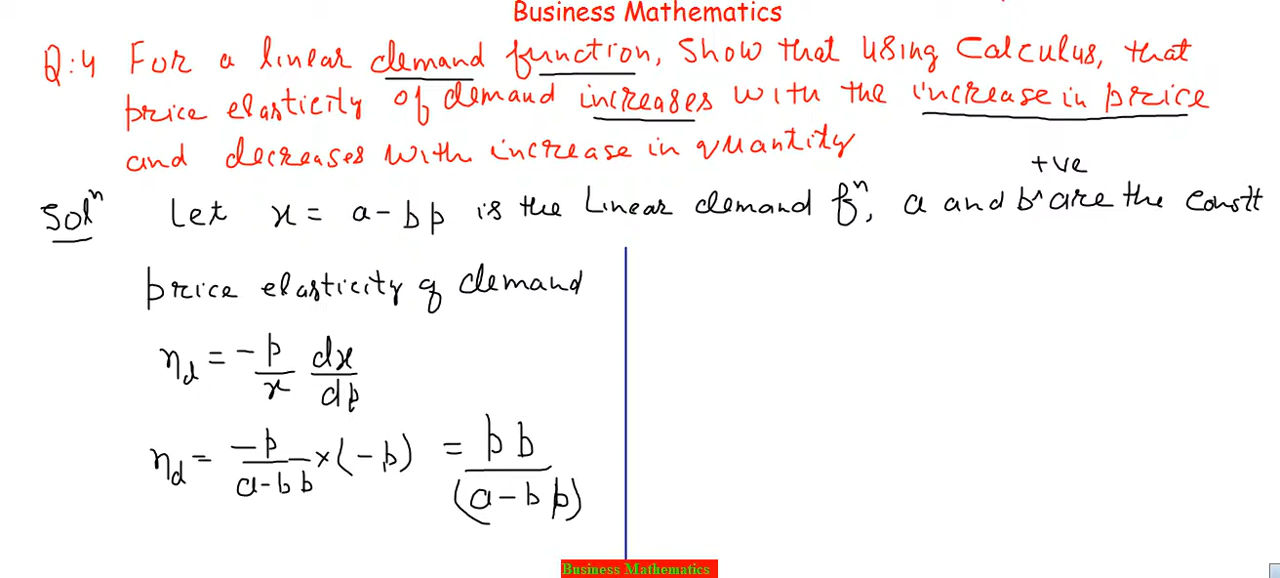 Business Mathematics
Q:4 For a linear demand function, Show that using Calculus, that
price elasticity of demand increases with the increase in price
and decreases with increase in quantity
+ve
Solⁿ Let x = a - bp is the Linear demand fⁿ, a and b^ are the constt
price elasticity of demand
η_d = -p/x dx/dp
η_d = -p/(a-bp) × (-b) = pb/(a-bp)
Business Mathematics